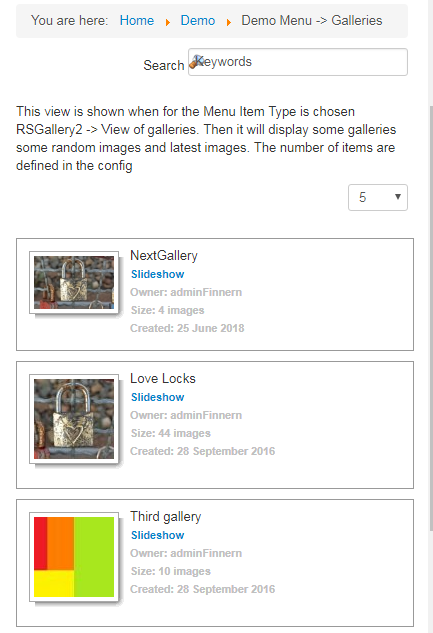 You are here: Home Demo Demo Menu -> Galleries
Search Keywords
This view is shown when for the Menu Item Type is chosen
RSGallery2 -> View of galleries. Then it will display some galleries
some random images and latest images. The number of items are
defined in the config
5
NextGallery
Slideshow
Owner: adminFinnern
Size: 4 images
Created: 25 June 2018
Love Locks
Slideshow
Owner: adminFinnern
Size: 44 images
Created: 28 September 2016
Third gallery
Slideshow
Owner: adminFinnern
Size: 10 images
Created: 28 September 2016